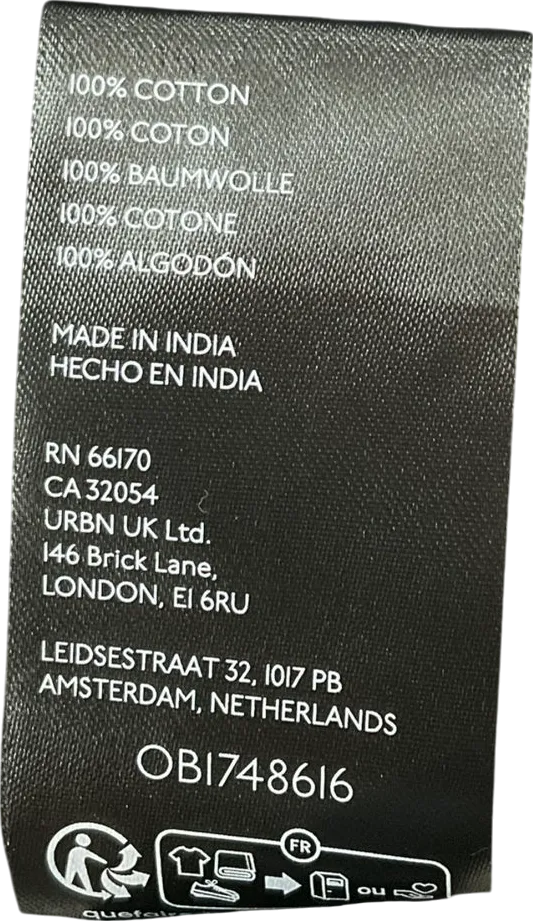 100% COTTON
100% COTON
100% BAUMWOLLE
100% COTONE
100% ALGODÓN
MADE IN INDIA
HECHO EN INDIA
RN 66170
CA 32054
URBN UK Ltd.
146 Brick Lane,
LONDON, E1 6RU
LEIDSESTRAAT 32, 1017 PB
AMSTERDAM, NETHERLANDS
OB1748616
FR
ou